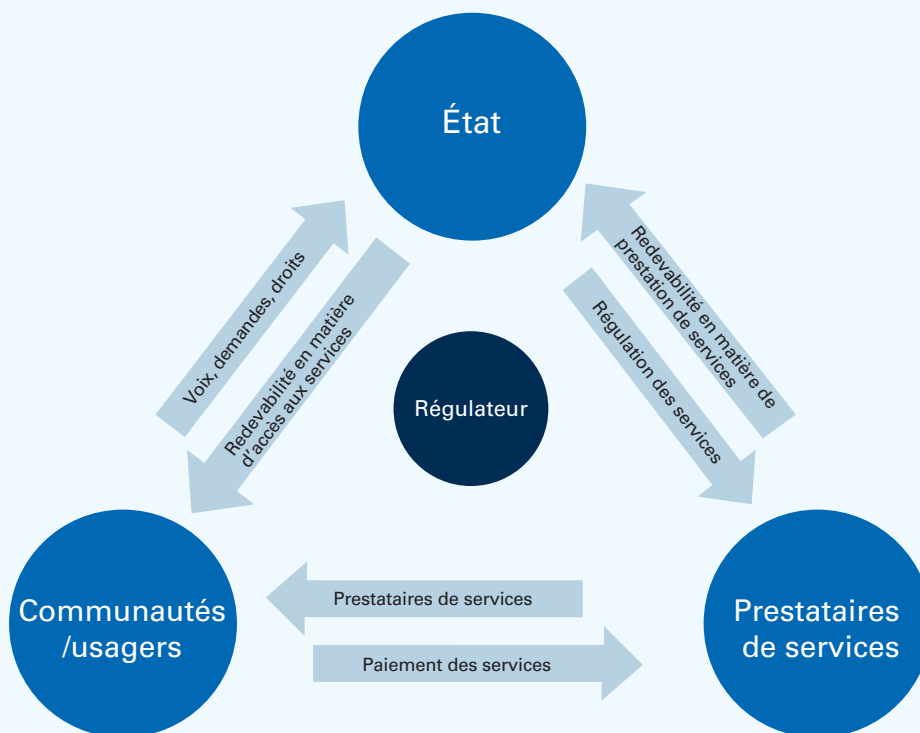 État
Voix, demandes, droits
Redevabilité en matière
d’accès aux services
Redevabilité en matière de
prestation de services
Régulation des services
Régulateur
Communautés
/usagers
Prestataires de services
Paiement des services
Prestataires
de services